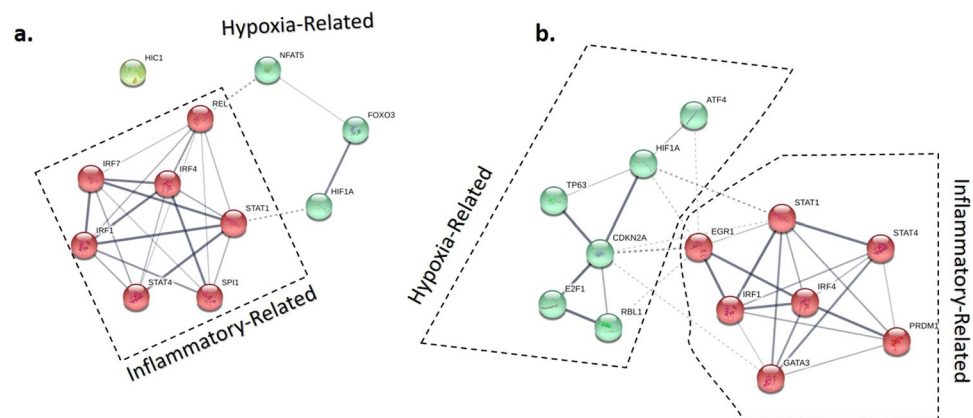 a.
Hypoxia-Related
HIC1
NFAT5
REL
FOXO3
IRF7
IRF4
HIF1A
STAT1
IRF1
STAT4
SPI1
Inflammatory-Related
b.
Hypoxia-Related
ATF4
HIF1A
TP63
CDKN2A
E2F1
RBL1
STAT1
EGR1
STAT4
IRF1
IRF4
PRDM1
GATA3
Inflammatory-Related